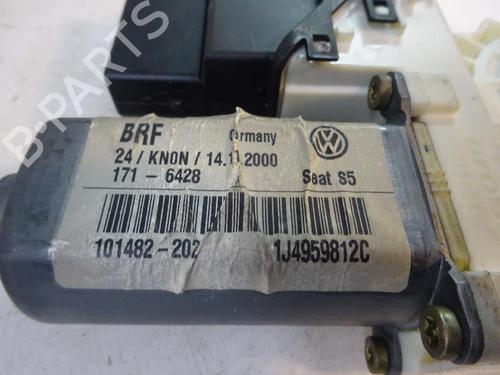 B-PARTS
BRF Germany
24 / KNON / 14.11.2000
171 - 6428 Seat S5
101482-202 1J4959812C